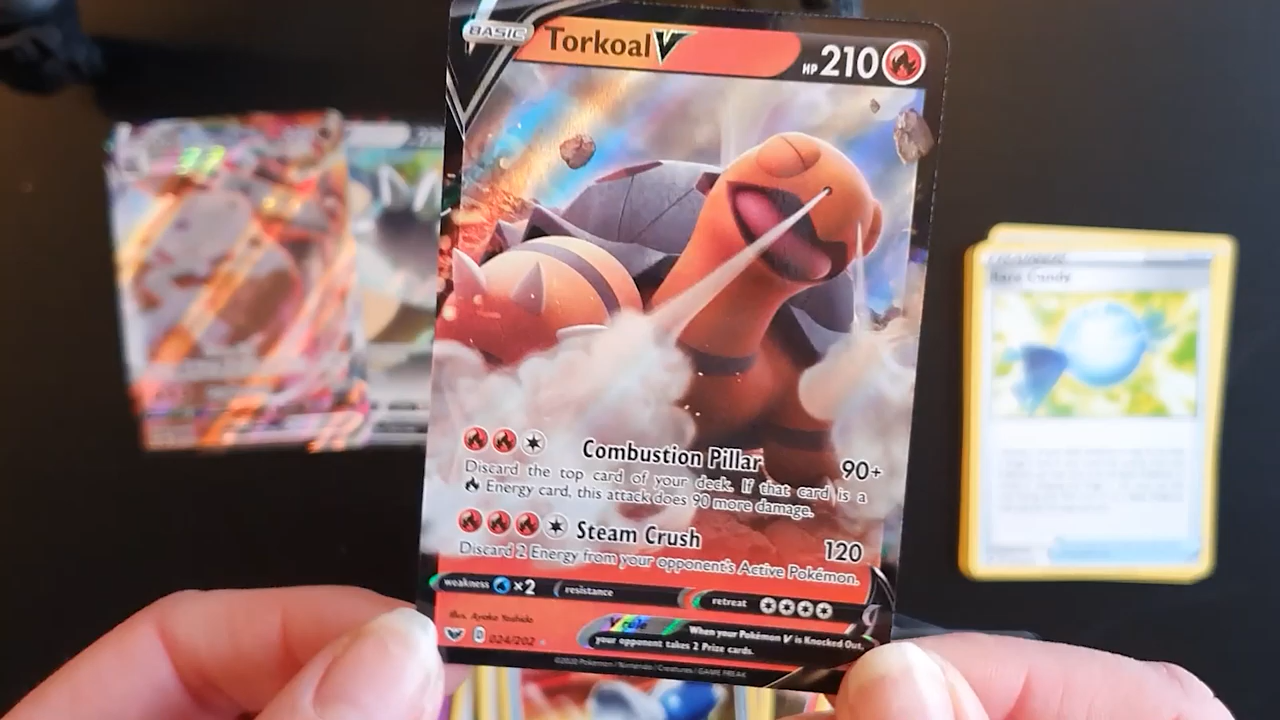 BASIC
Torkoal V
HP 210
Combustion Pillar 90+
Discard the top card of your deck. If that card is a
Energy card, this attack does 90 more damage.
Steam Crush 120
Discard 2 Energy from your opponent's Active Pokémon.
weakness ×2 resistance retreat
Illus. Ayaka Yoshida
V rule When your Pokémon V is Knocked Out,
your opponent takes 2 Prize cards.
D 024/202
©2020 Pokémon / Nintendo / Creatures / GAME FREAK
Rare Candy